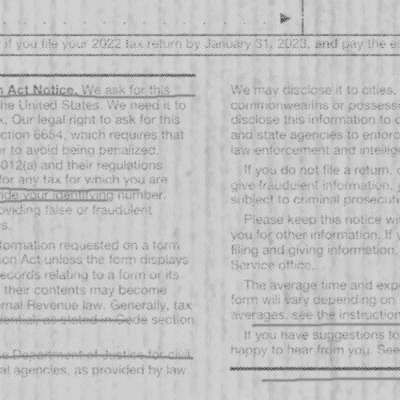 if you file your 2022 tax return by January 31, 2023, and pay the e
n Act Notice. We ask for this
he United States. We need it to
x. Our legal right to ask for this
ction 6654, which requires that
r to avoid being penalized.
012(a) and their regulations
for any tax for which you are
ide your identifying number.
oviding false or fraudulent
s.
formation requested on a form
ion Act unless the form displays
ecords relating to a form or its
their contents may become
rnal Revenue law. Generally, tax
dential, as stated in Code section
e Department of Justice for civil
al agencies, as provided by law.
We may disclose it to cities,
commonwealths or possess
disclose this information to c
and state agencies to enforc
law enforcement and intellig
If you do not file a return,
give fraudulent information, y
subject to criminal prosecuti
Please keep this notice wit
you for other information. If y
filing and giving information,
Service office.
The average time and exp
form will vary depending on
averages, see the instruction
If you have suggestions fo
happy to hear from you. See